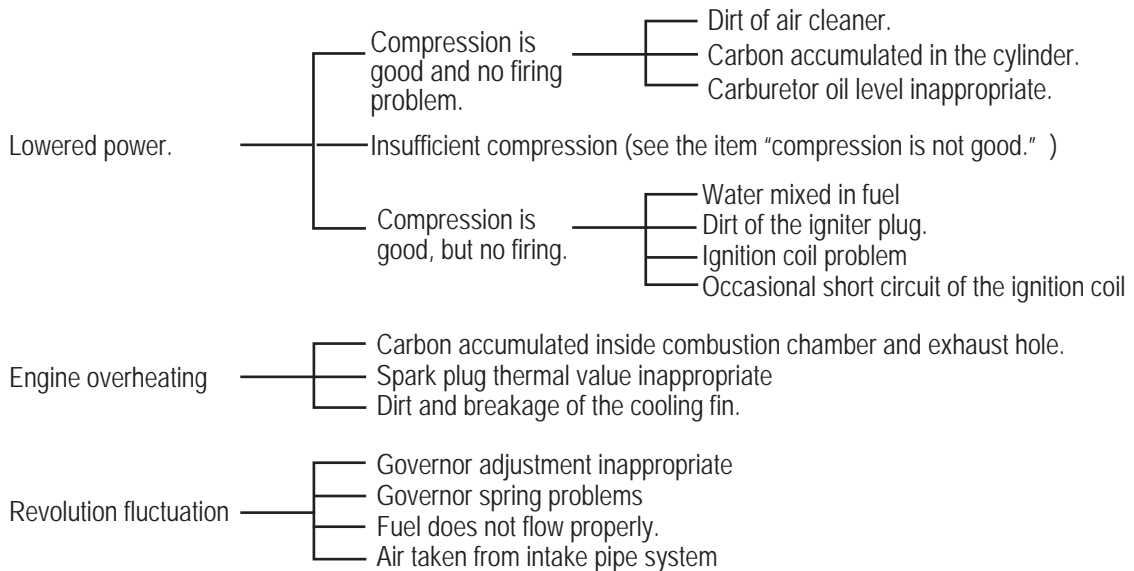 Lowered power.
Compression is
good and no firing
problem.
Dirt of air cleaner.
Carbon accumulated in the cylinder.
Carburetor oil level inappropriate.
Insufficient compression (see the item “compression is not good.” )
Compression is
good, but no firing.
Water mixed in fuel
Dirt of the igniter plug.
Ignition coil problem
Occasional short circuit of the ignition coil
Engine overheating
Carbon accumulated inside combustion chamber and exhaust hole.
Spark plug thermal value inappropriate
Dirt and breakage of the cooling fin.
Revolution fluctuation
Governor adjustment inappropriate
Governor spring problems
Fuel does not flow properly.
Air taken from intake pipe system